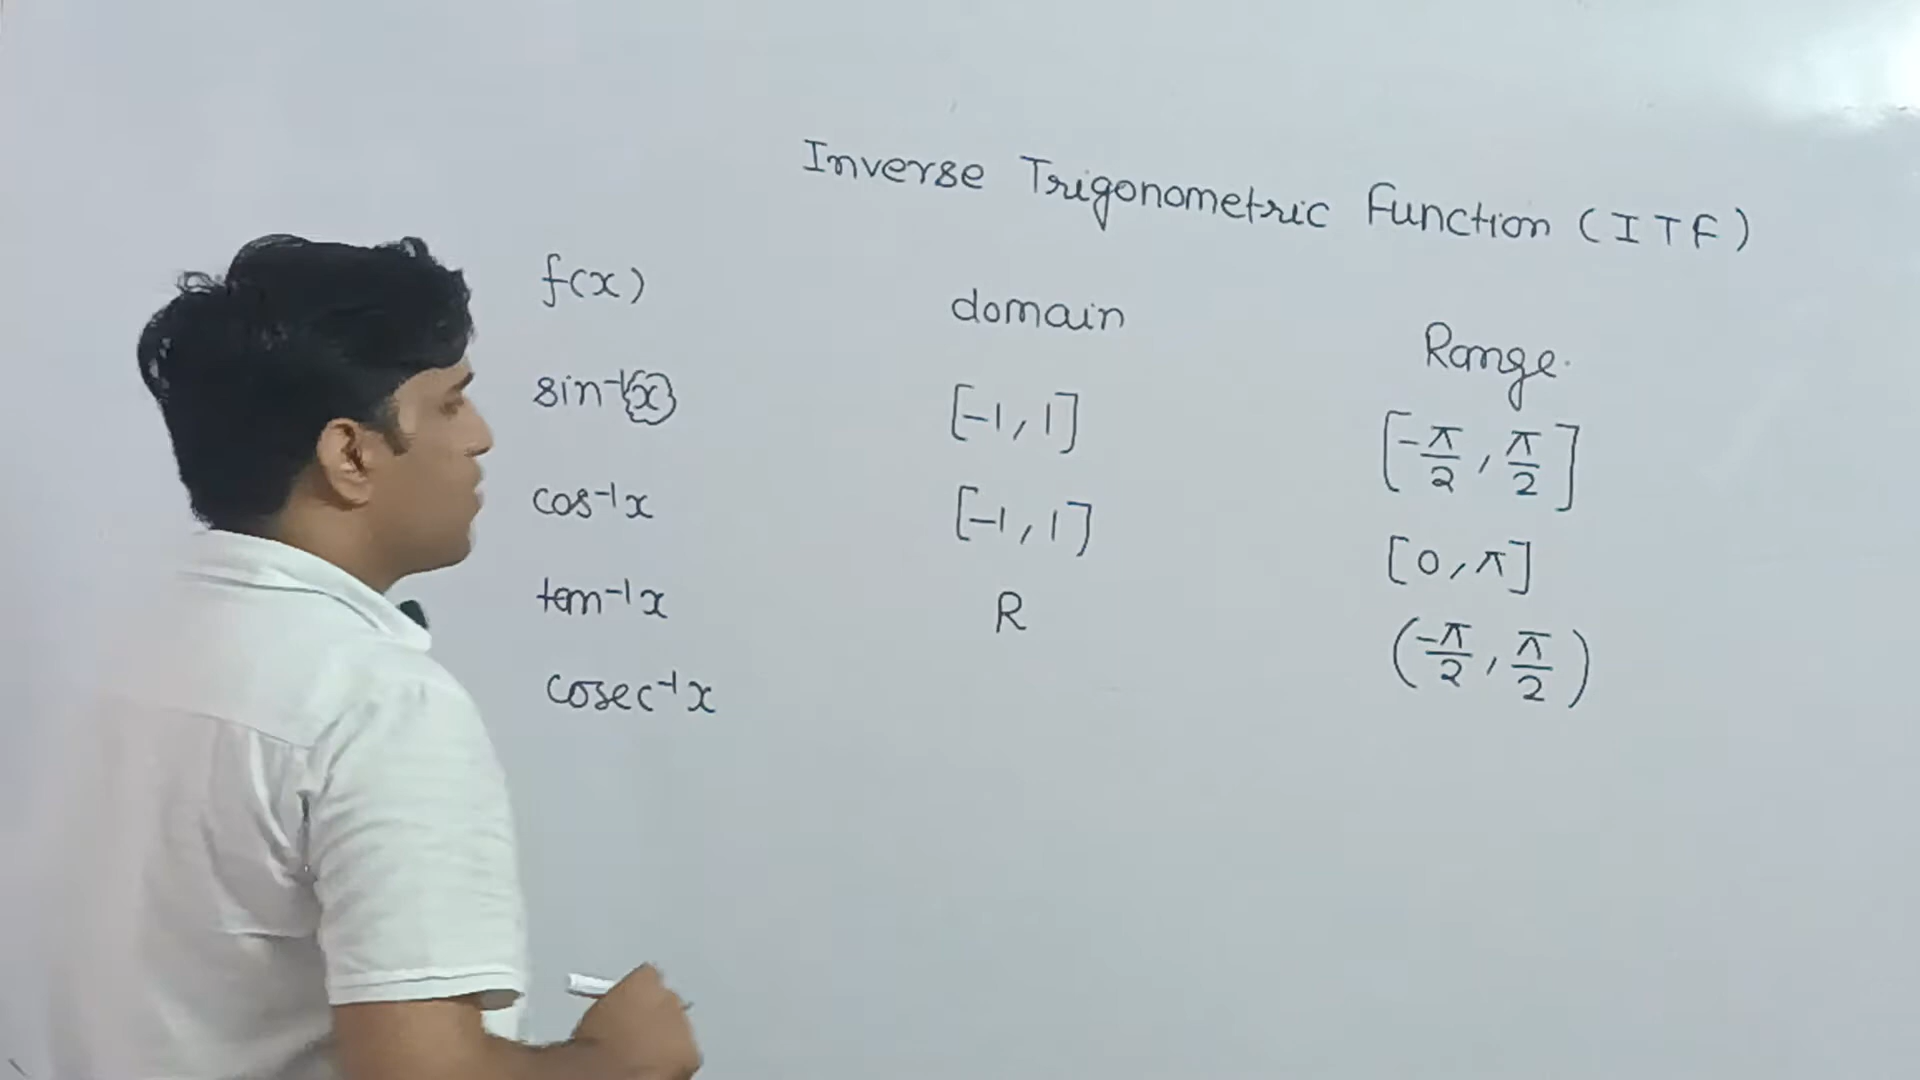 Inverse Trigonometric Function (ITF)
f(x) domain Range.
sin⁻¹x [-1, 1] [-π/2, π/2]
cos⁻¹x [-1, 1] [0, π]
tan⁻¹x R (-π/2, π/2)
cosec⁻¹x